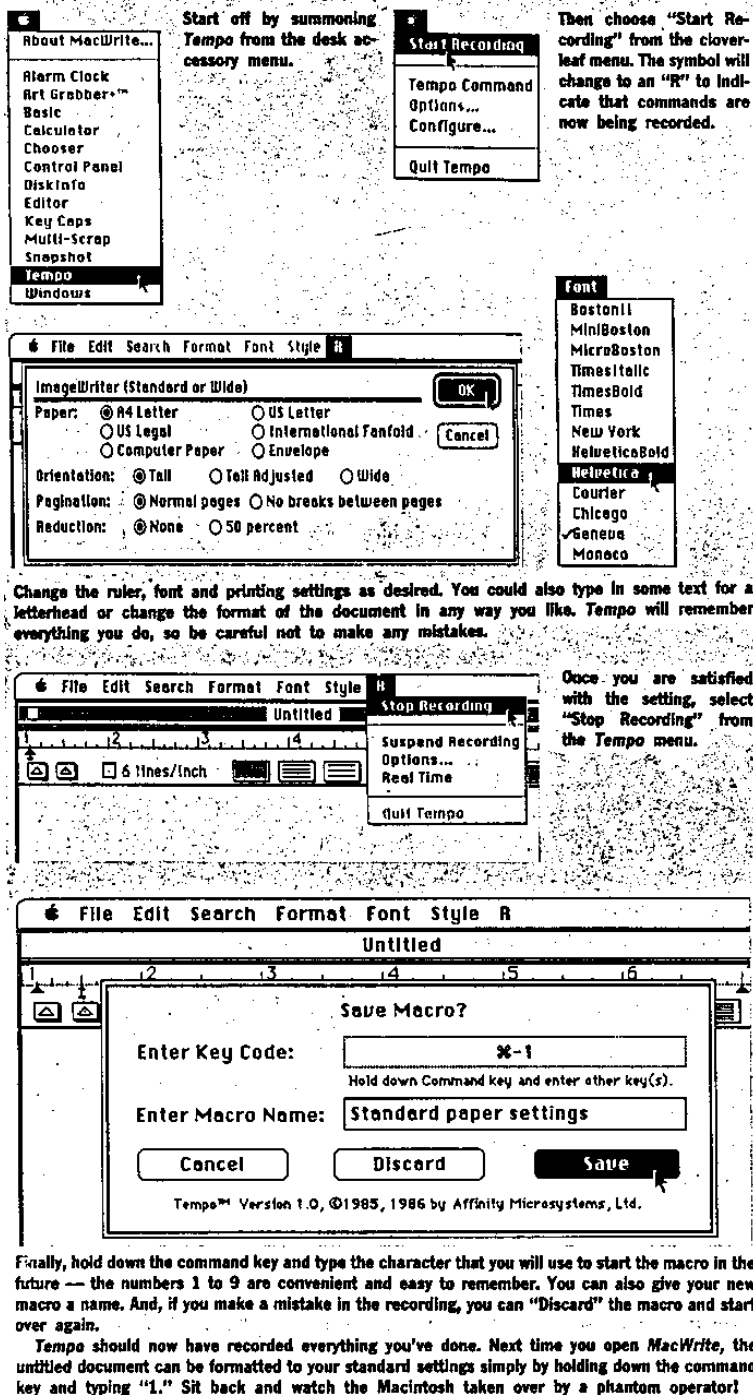 About MacWrite...
Alarm Clock
Art Grabber+™
Basic
Calculator
Chooser
Control Panel
DiskInfo
Editor
Key Caps
Multi-Scrap
Snapshot
Tempo
Windows
Start off by summoning
Tempo from the desk ac-
cessory menu.
Start Recording
Tempo Command
Options...
Configure...
Quit Tempo
Then choose “Start Re-
cording” from the clover-
leaf menu. The symbol will
change to an “R” to indi-
cate that commands are
now being recorded.
File Edit Search Format Font Style R
ImageWriter (Standard or Wide)
OK
Paper: A4 Letter US Letter
US Legal International Fanfold
Cancel
Computer Paper Envelope
Orientation: Tall Tall Adjusted Wide
Pagination: Normal pages No breaks between pages
Reduction: None 50 percent
Font
BostonII
MiniBoston
MicroBoston
TimesItalic
TimesBold
Times
New York
HelveticaBold
Helvetica
Courier
Chicago
✓Geneva
Monaco
Change the ruler, font and printing settings as desired. You could also type in some text for a
letterhead or change the format of the document in any way you like. Tempo will remember
everything you do, so be careful not to make any mistakes.
File Edit Search Format Font Style R
Untitled
1 2 3 4
6 lines/inch
Stop Recording
Suspend Recording
Options...
Real Time
Quit Tempo
Once you are satisfied
with the setting, select
“Stop Recording” from
the Tempo menu.
File Edit Search Format Font Style R
Untitled
1 2 3 4 5 6
Save Macro?
Enter Key Code: ⌘-1
Hold down Command key and enter other key(s).
Enter Macro Name: Standard paper settings
Cancel Discard Save
Tempo™ Version 1.0, ©1985, 1986 by Affinity Microsystems, Ltd.
Finally, hold down the command key and type the character that you will use to start the macro in the
future — the numbers 1 to 9 are convenient and easy to remember. You can also give your new
macro a name. And, if you make a mistake in the recording, you can “Discard” the macro and start
over again.
Tempo should now have recorded everything you've done. Next time you open MacWrite, the
untitled document can be formatted to your standard settings simply by holding down the command
key and typing “1.” Sit back and watch the Macintosh taken over by a phantom operator!